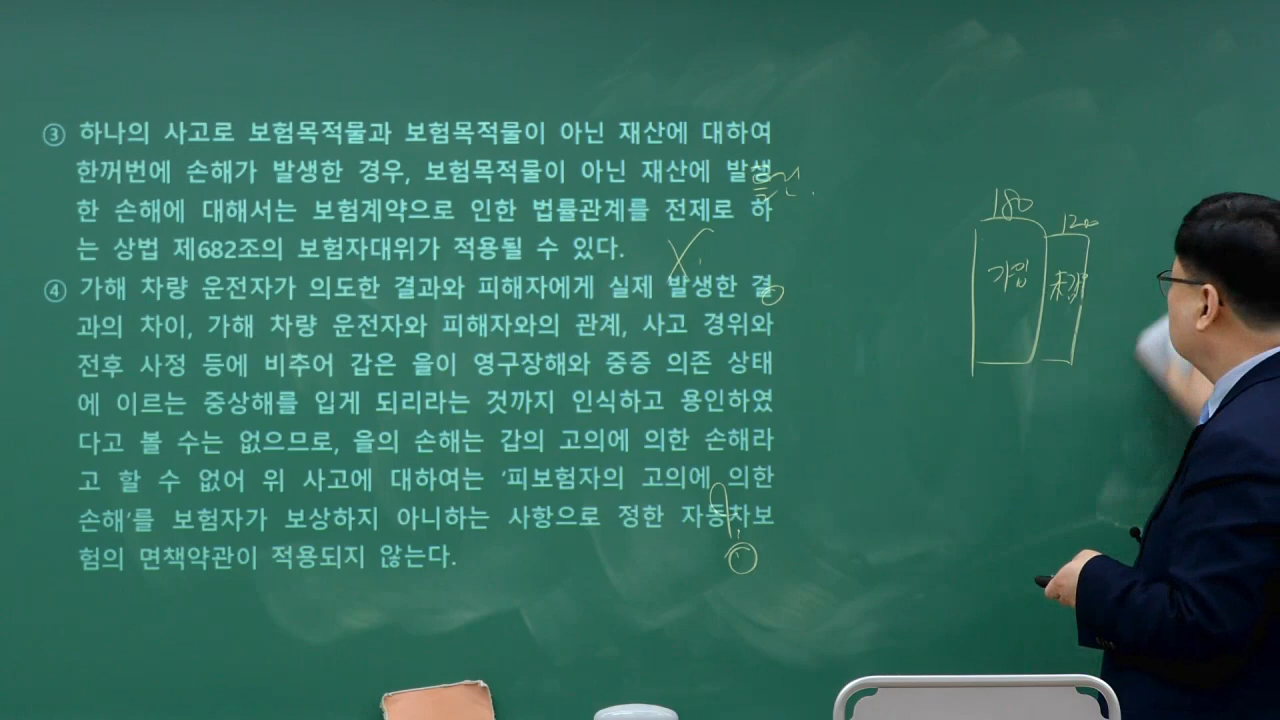 ③ 하나의 사고로 보험목적물과 보험목적물이 아닌 재산에 대하여
한꺼번에 손해가 발생한 경우, 보험목적물이 아닌 재산에 발생
한 손해에 대해서는 보험계약으로 인한 법률관계를 전제로 하
는 상법 제682조의 보험자대위가 적용될 수 있다.
④ 가해 차량 운전자가 의도한 결과와 피해자에게 실제 발생한 결
과의 차이, 가해 차량 운전자와 피해자와의 관계, 사고 경위와
전후 사정 등에 비추어 갑은 을이 영구장해와 중증 의존 상태
에 이르는 중상해를 입게 되리라는 것까지 인식하고 용인하였
다고 볼 수는 없으므로, 을의 손해는 갑의 고의에 의한 손해라
고 할 수 없어 위 사고에 대하여는 '피보험자의 고의에 의한
손해'를 보험자가 보상하지 아니하는 사항으로 정한 자동차보
험의 면책약관이 적용되지 않는다.
X
180
120
가입